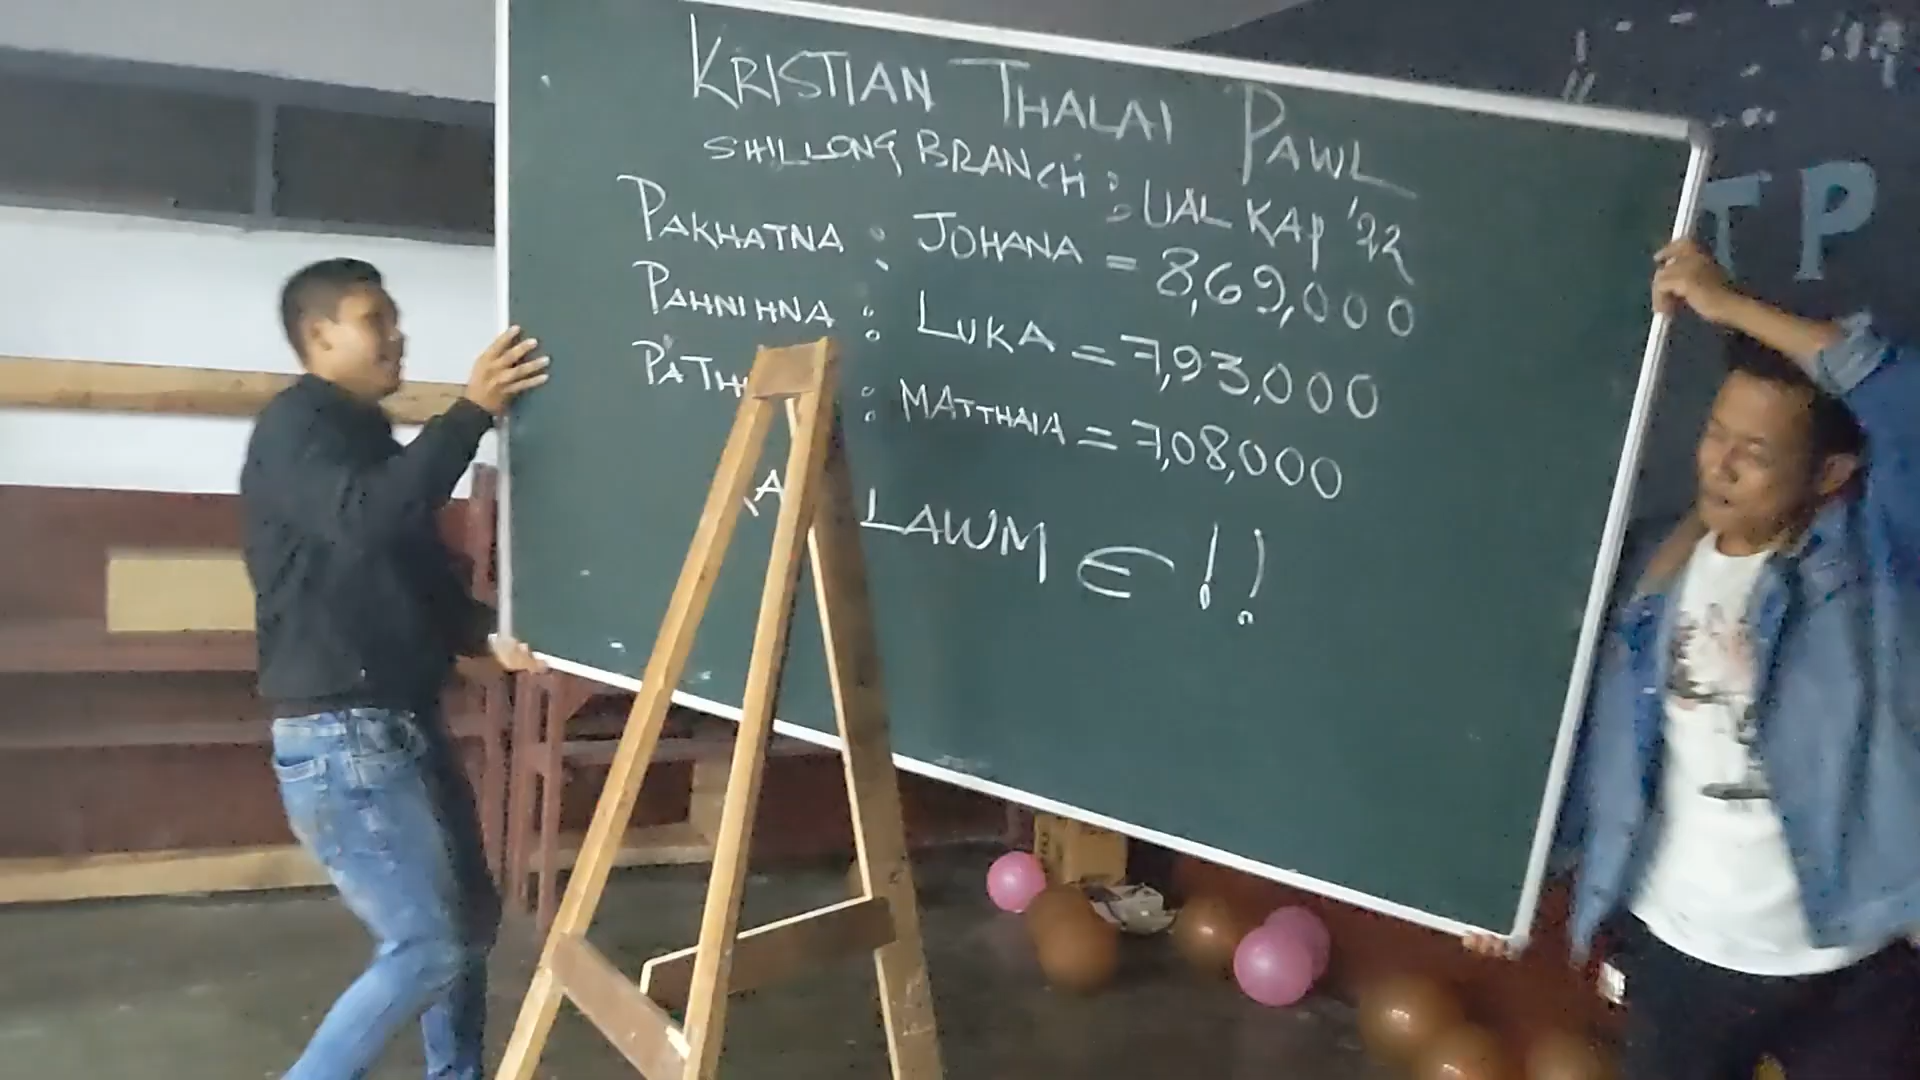 KRISTIAN THALAI PAWL
SHILLONG BRANCH : UAL KAP '22
PAKHATNA : JOHANA = 8,69,000
PAHNIHNA : LUKA = 7,93,000
: MATTHAIA = 7,08,000
LAWM E !!
TP